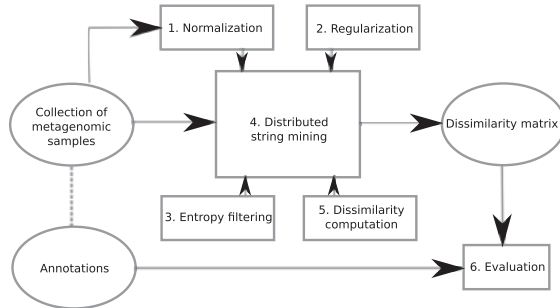 1. Normalization
2. Regularization
Collection of
metagenomic
samples
4. Distributed
string mining
Dissimilarity matrix
3. Entropy filtering
5. Dissimilarity
computation
Annotations
6. Evaluation